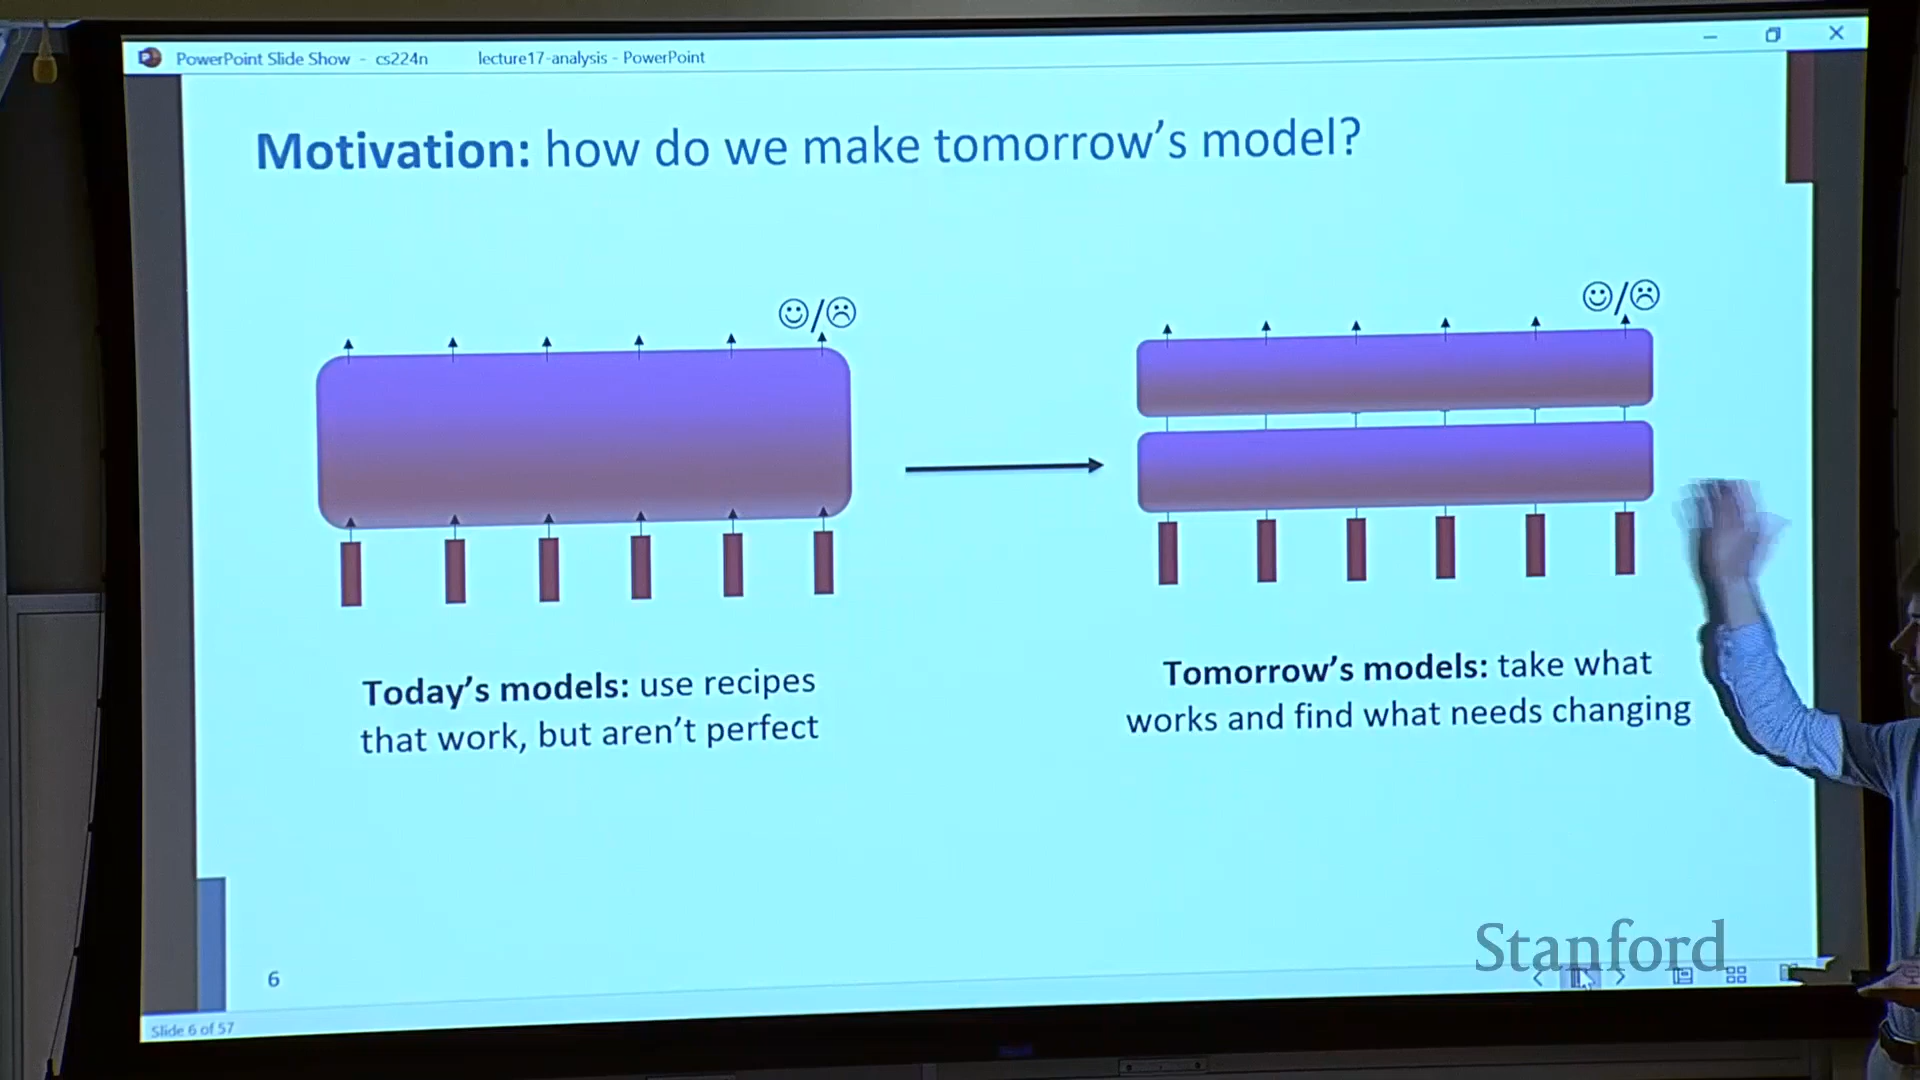 PowerPoint Slide Show - cs224n lecture17-analysis - PowerPoint
Motivation: how do we make tomorrow's model?
☺/☹
☺/☹
Today's models: use recipes
that work, but aren't perfect
Tomorrow's models: take what
works and find what needs changing
Stanford
6
Slide 6 of 57